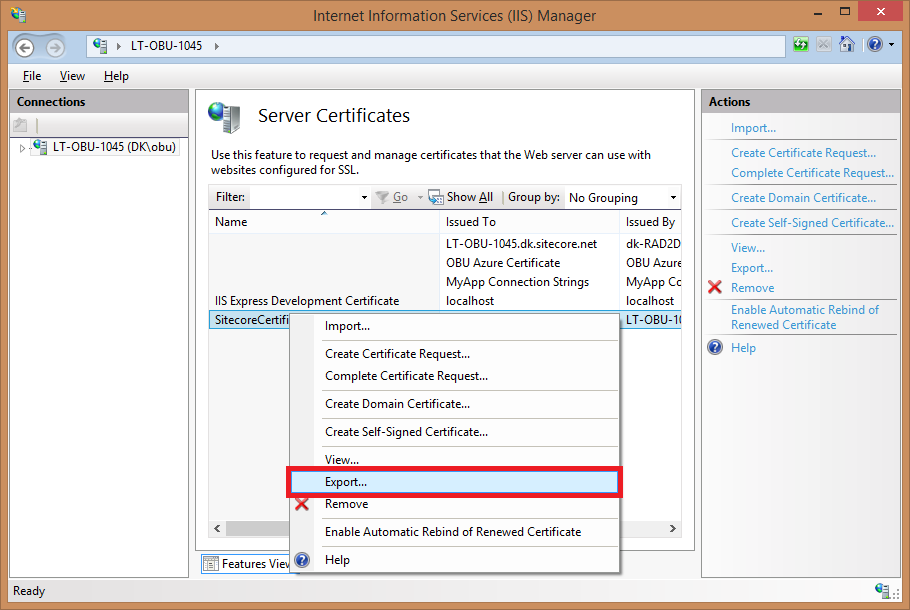 Internet Information Services (IIS) Manager
LT-OBU-1045
File View Help
Connections
LT-OBU-1045 (DK\obu)
Server Certificates
Use this feature to request and manage certificates that the Web server can use with
websites configured for SSL.
Filter: Go Show All Group by: No Grouping
Name Issued To Issued By
LT-OBU-1045.dk.sitecore.net dk-RAD2D
OBU Azure Certificate OBU Azure
MyApp Connection Strings MyApp Co
IIS Express Development Certificate localhost localhost
SitecoreCertifi LT-OBU-10
Import...
Create Certificate Request...
Complete Certificate Request...
Create Domain Certificate...
Create Self-Signed Certificate...
View...
Export...
Remove
Enable Automatic Rebind of Renewed Certificate
Help
Features View
Actions
Import...
Create Certificate Request...
Complete Certificate Request...
Create Domain Certificate...
Create Self-Signed Certificate...
View...
Export...
Remove
Enable Automatic Rebind of
Renewed Certificate
Help
Ready